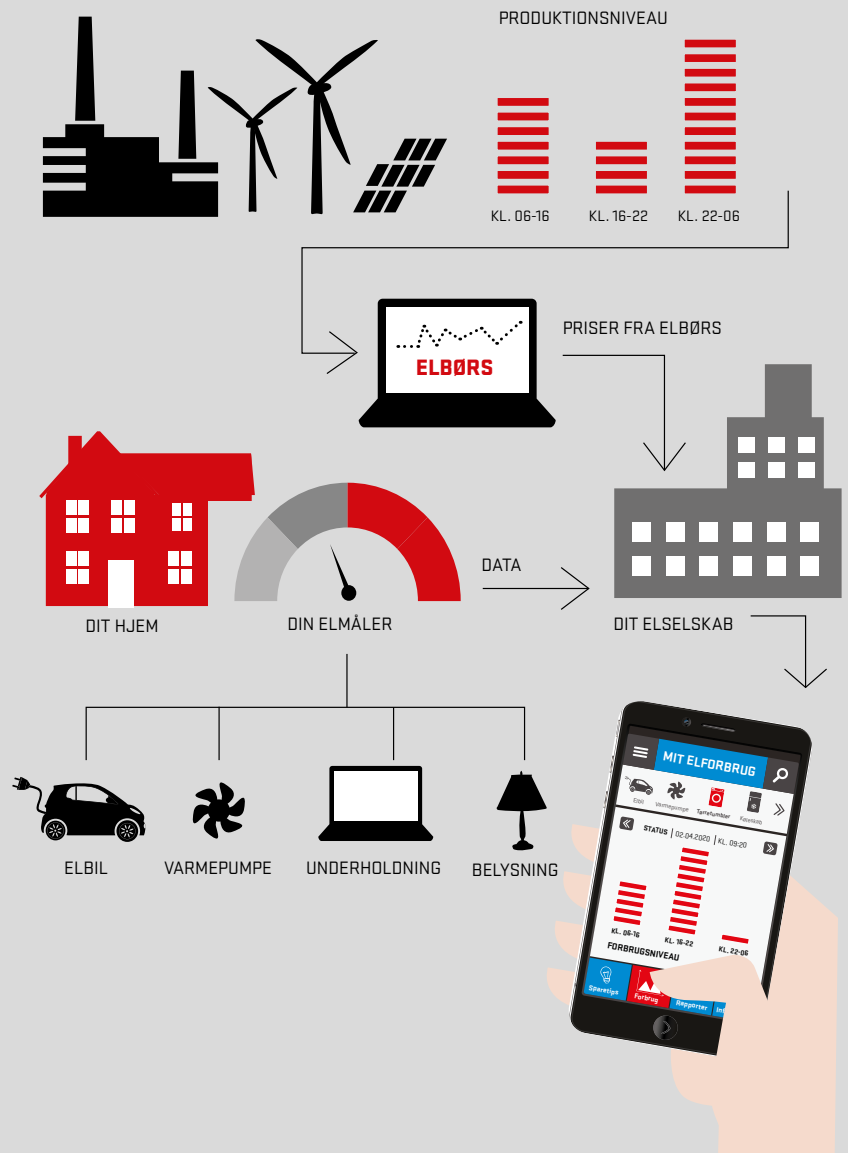 PRODUKTIONSNIVEAU
KL. 06-16
KL. 16-22
KL. 22-06
PRISER FRA ELBØRS
ELBØRS
DATA
DIT HJEM
DIN ELMÅLER
DIT ELSELSKAB
ELBIL
VARMEPUMPE
UNDERHOLDNING
BELYSNING
MIT ELFORBRUG
Elbil
Varmepumpe
Tørretumbler
Køleskab
STATUS | 02.04.2020 | KL. 09:20
KL. 06-16
KL. 16-22
KL. 22-06
FORBRUGSNIVEAU
Sparetips
Forbrug
Rapporter